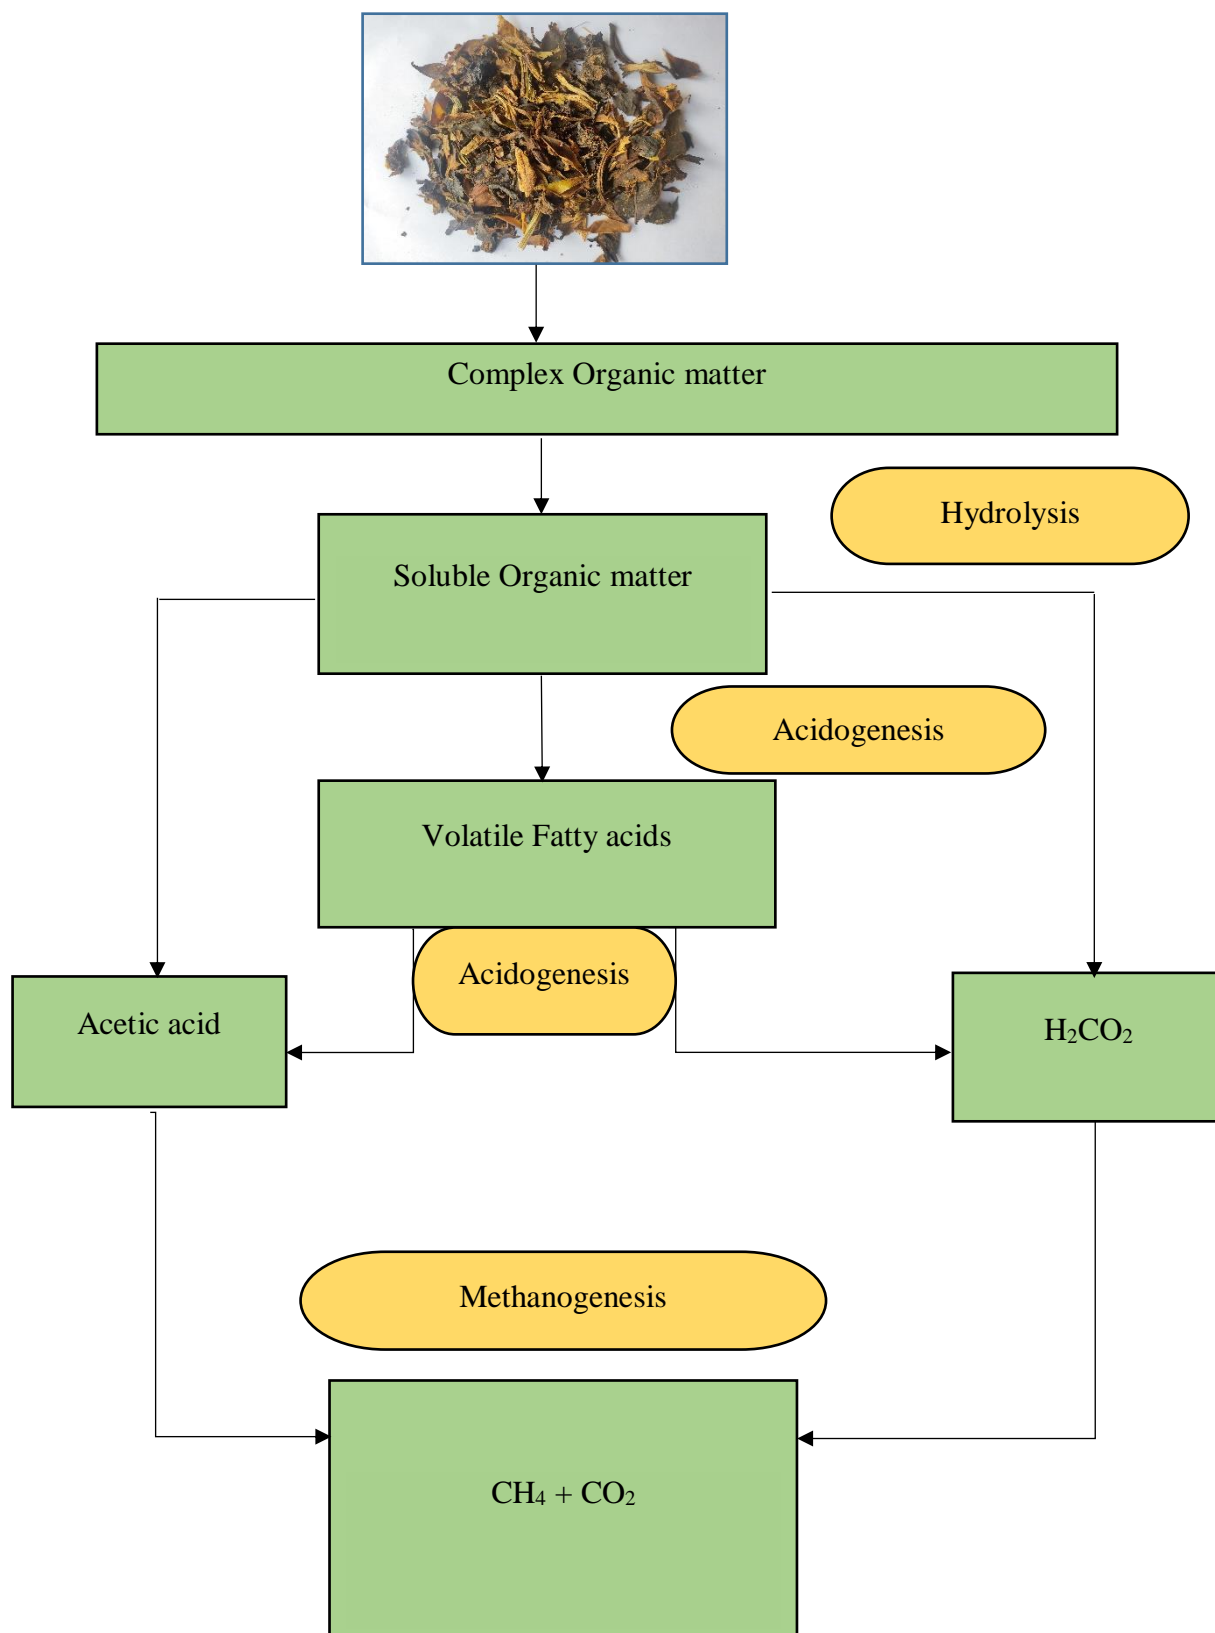 Complex Organic matter
Hydrolysis
Soluble Organic matter
Acidogenesis
Volatile Fatty acids
Acidogenesis
Acetic acid
H₂CO₂
Methanogenesis
CH₄ + CO₂